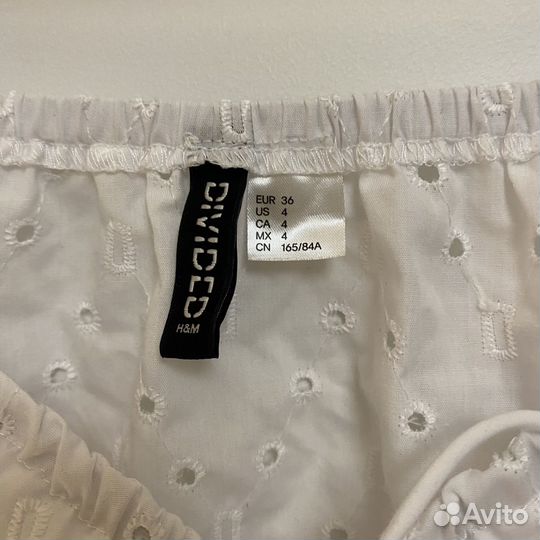 DIVIDED
H&M
EUR 36
US 4
CA 4
MX 4
CN 165/84A
Avito